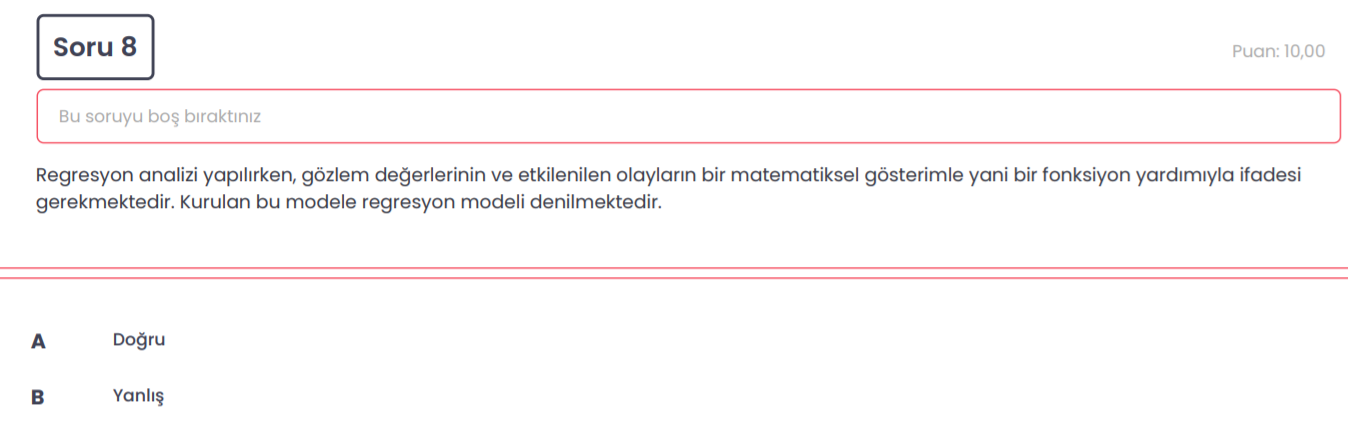 Soru 8
Puan: 10,00
Bu soruyu boş bıraktınız
Regresyon analizi yapılırken, gözlem değerlerinin ve etkilenilen olayların bir matematiksel gösterimle yani bir fonksiyon yardımıyla ifadesi
gerekmektedir. Kurulan bu modele regresyon modeli denilmektedir.
A Doğru
B Yanlış